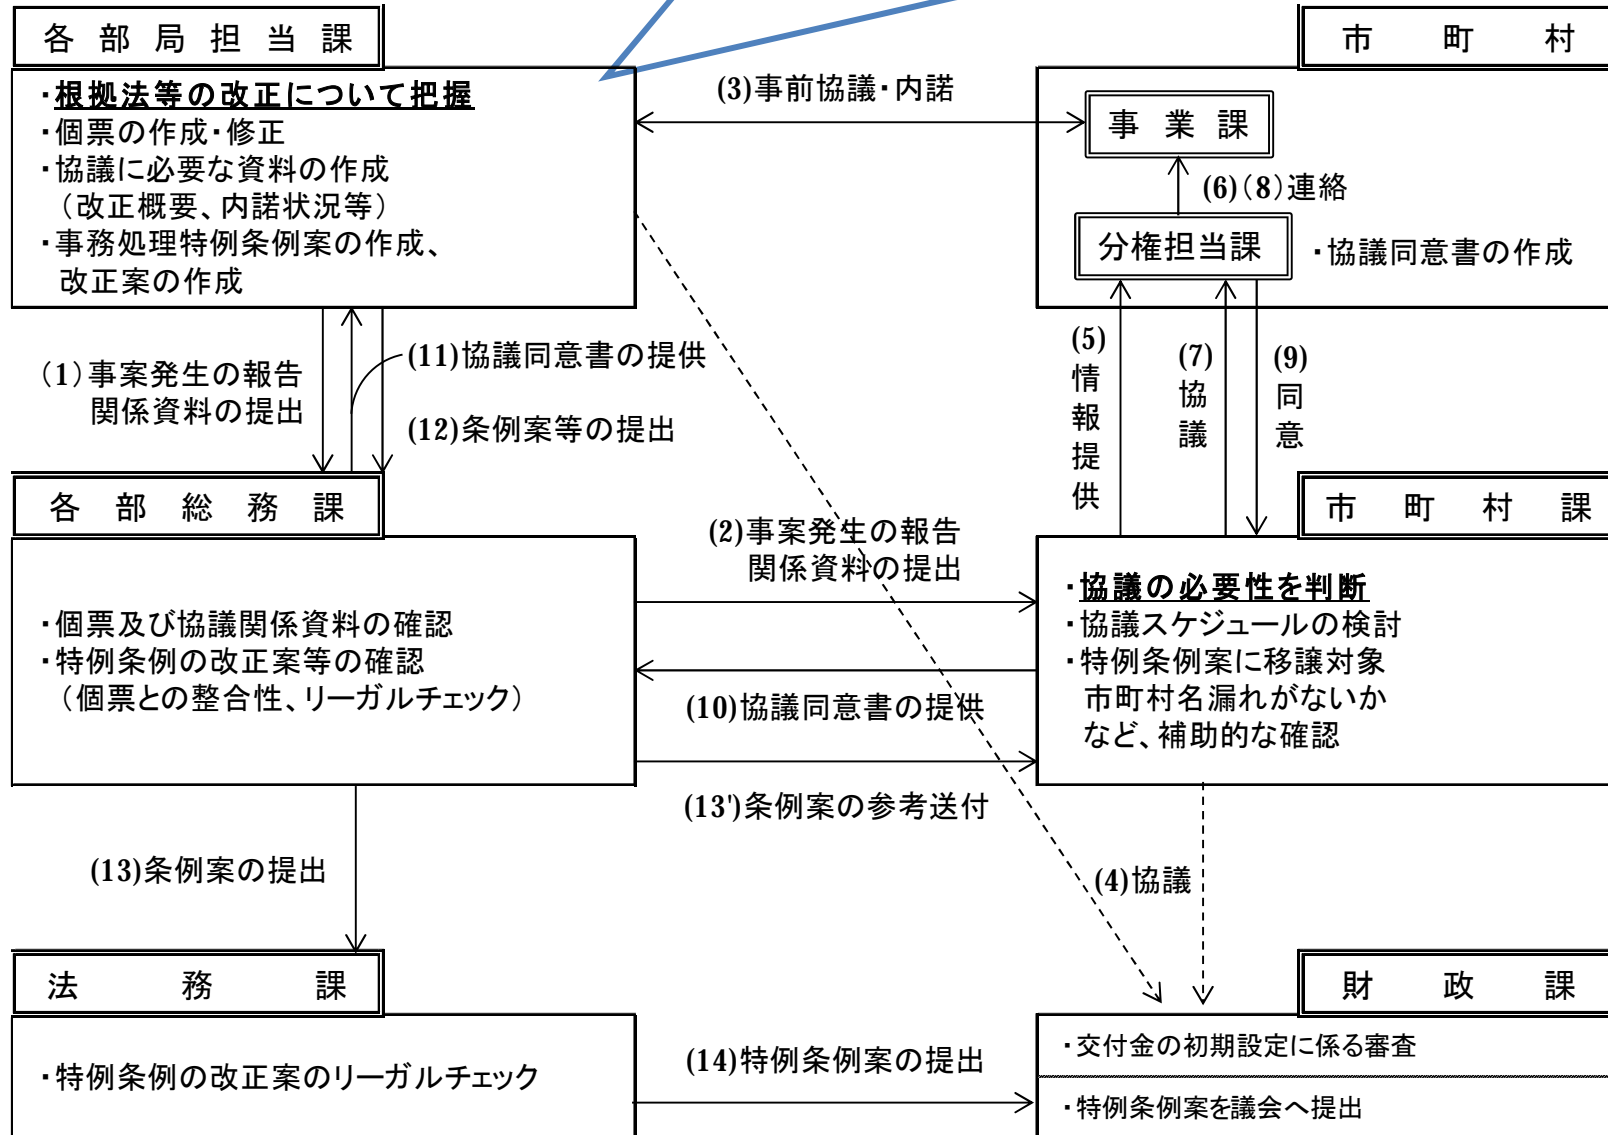 各部局担当課
・根拠法等の改正について把握
・個票の作成・修正
・協議に必要な資料の作成
（改正概要、内諾状況等）
・事務処理特例条例案の作成、
改正案の作成
(3)事前協議・内諾
市町村
事業課
(6)(8)連絡
分権担当課
・協議同意書の作成
(1)事案発生の報告
関係資料の提出
(11)協議同意書の提供
(12)条例案等の提出
(5)情報提供
(7)協議
(9)同意
各部総務課
・個票及び協議関係資料の確認
・特例条例の改正案等の確認
（個票との整合性、リーガルチェック）
(2)事案発生の報告
関係資料の提出
(10)協議同意書の提供
(13')条例案の参考送付
市町村課
・協議の必要性を判断
・協議スケジュールの検討
・特例条例案に移譲対象
市町村名漏れがないか
など、補助的な確認
(13)条例案の提出
(4)協議
法務課
・特例条例の改正案のリーガルチェック
(14)特例条例案の提出
財政課
・交付金の初期設定に係る審査
・特例条例案を議会へ提出